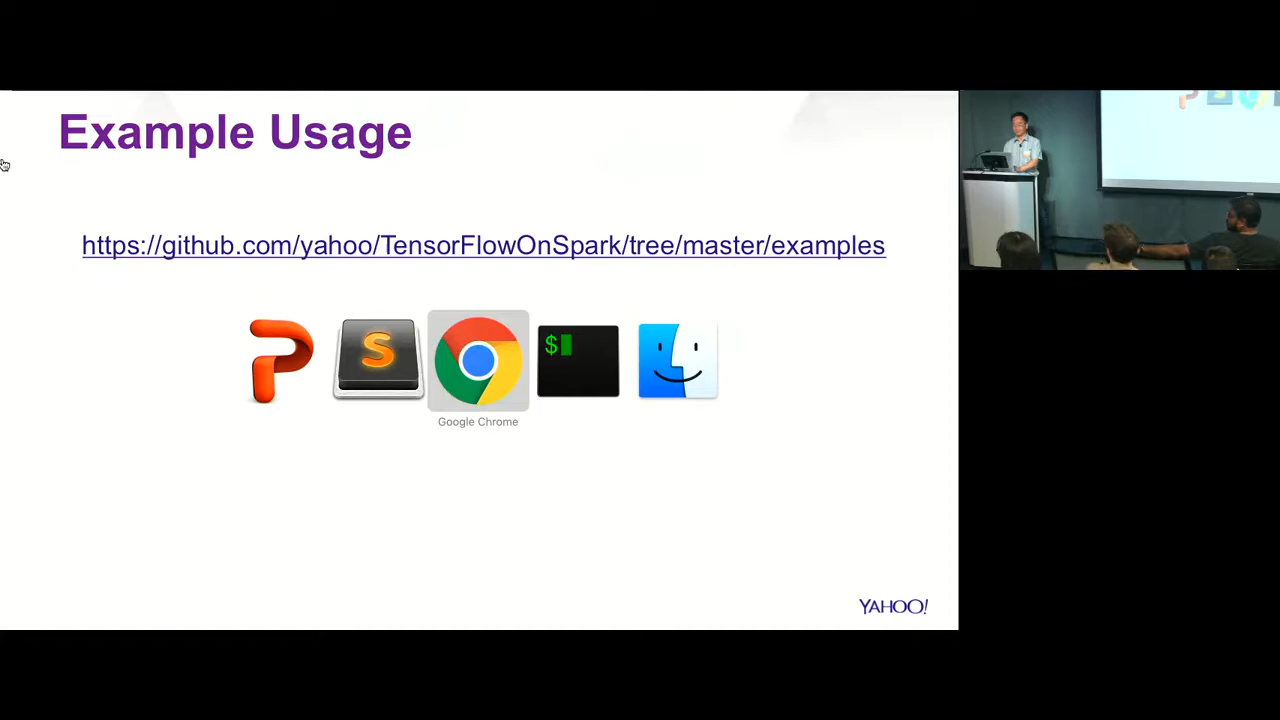 Example Usage
https://github.com/yahoo/TensorFlowOnSpark/tree/master/examples
S
$
Google Chrome
YAHOO!